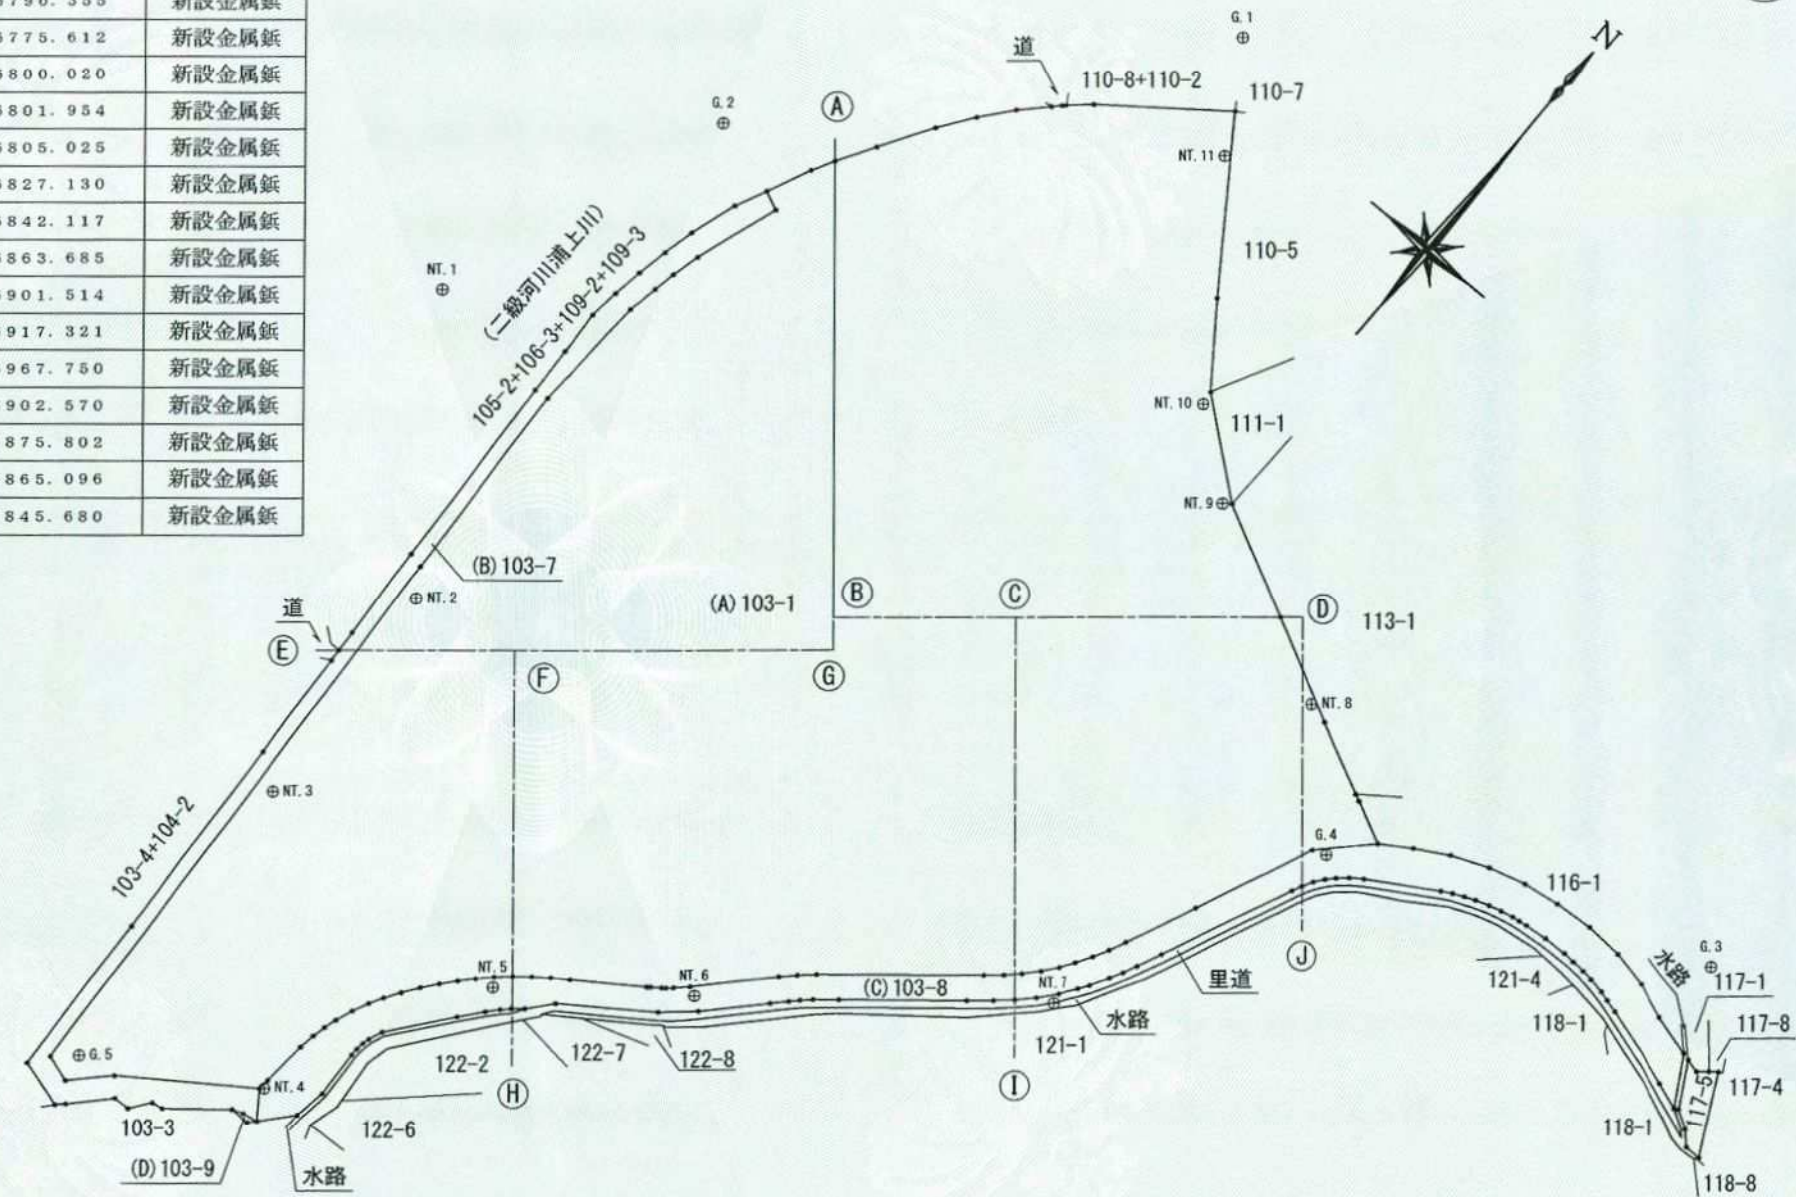 新設金属鋲
775.612 新設金属鋲
800.020 新設金属鋲
801.954 新設金属鋲
805.025 新設金属鋲
827.130 新設金属鋲
842.117 新設金属鋲
863.685 新設金属鋲
901.514 新設金属鋲
917.321 新設金属鋲
967.750 新設金属鋲
902.570 新設金属鋲
875.802 新設金属鋲
865.096 新設金属鋲
845.680 新設金属鋲
G.1
道
110-8+110-2
110-7
N
G.2
A
NT.11
110-5
NT.1
(二級河川浦上川)
105-2+106-3+109-2+109-3
NT.10
111-1
NT.9
(B)103-7
NT.2
(A)103-1
B
C
D
113-1
道
E
F
G
NT.8
NT.3
103-4+104-2
G.4
116-1
J
G.3
水路
117-1
NT.5
NT.6
(C)103-8
NT.7
里道
121-4
水路
118-1
117-8
121-1
G.5
NT.4
122-2
122-7
122-8
H
I
117-5
117-4
103-3
122-6
118-1
(D)103-9
水路
118-8